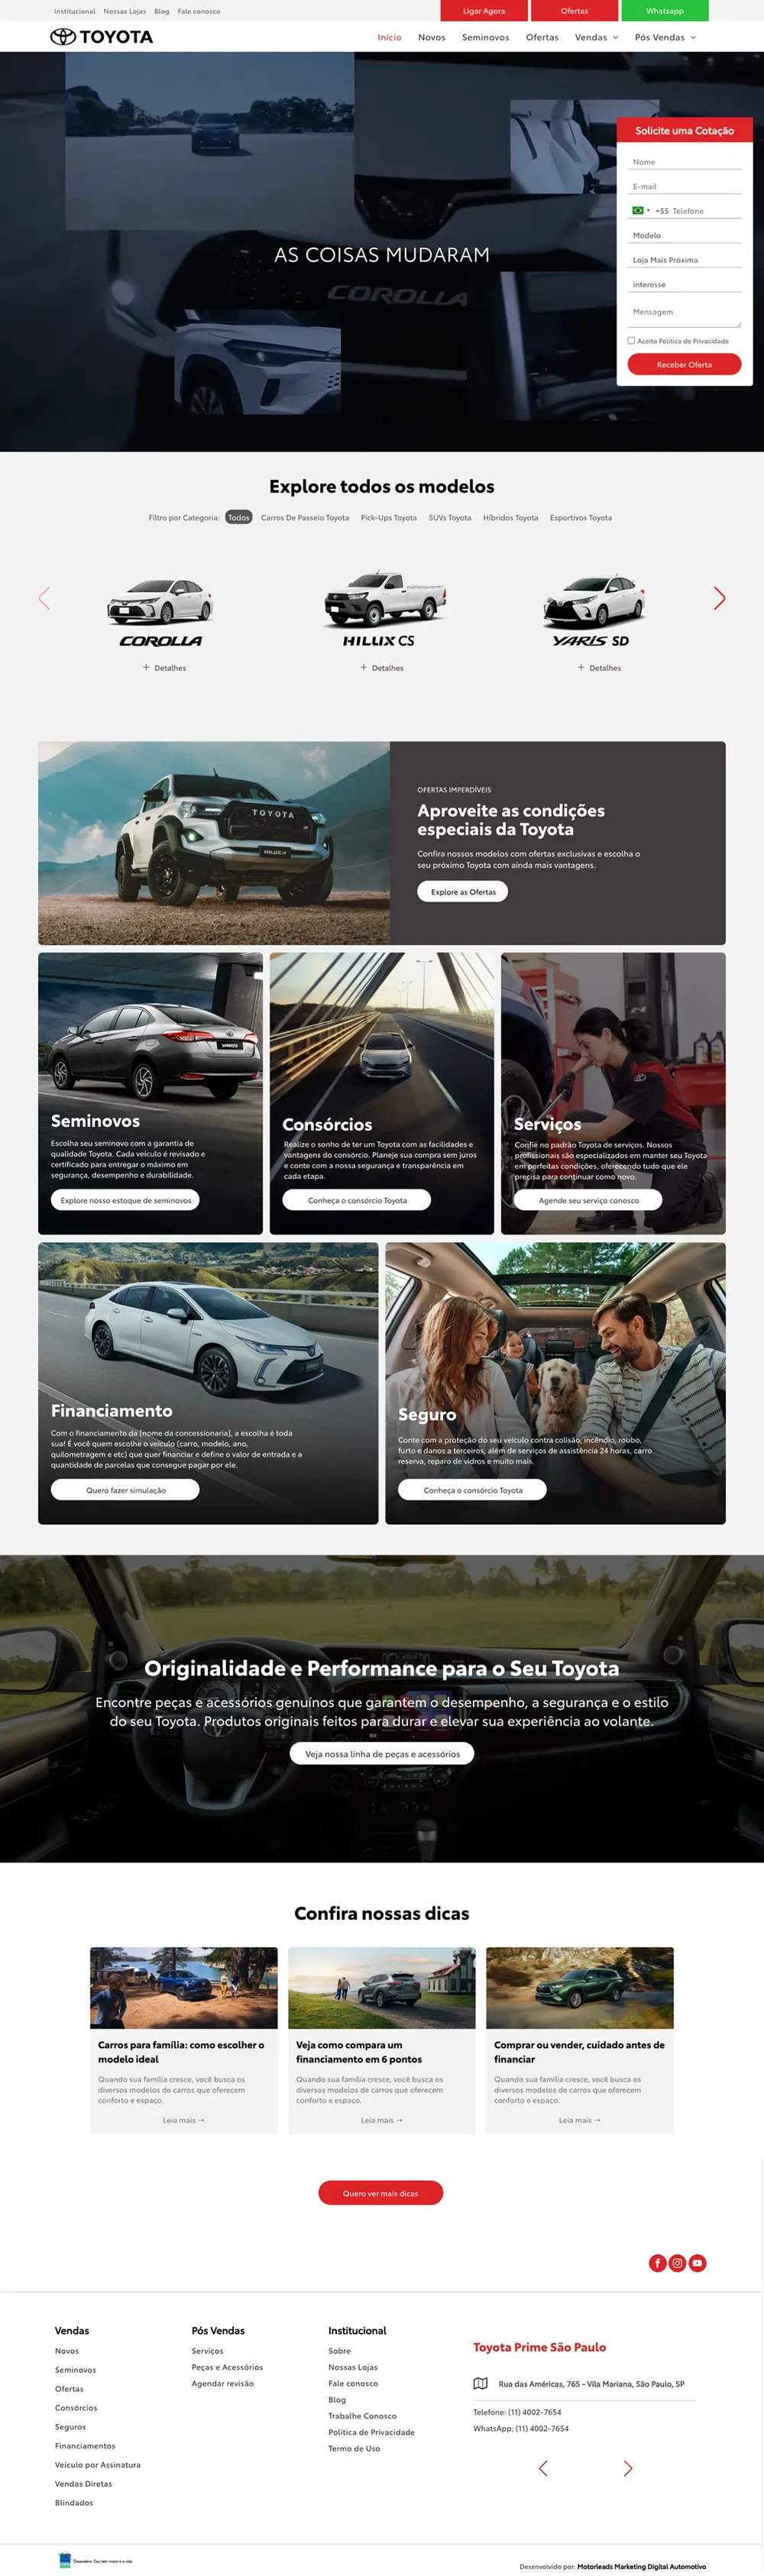 Institucional Nossas Lojas Blog Fale conosco
Ligar Agora
Ofertas
Whatsapp
TOYOTA
Início Novos Seminovos Ofertas Vendas Pós Vendas
AS COISAS MUDARAM
COROLLA
Solicite uma Cotação
Nome
E-mail
+55 Telefone
Modelo
Loja Mais Próxima
interesse
Mensagem
Aceito Política de Privacidade
Receber Oferta
Explore todos os modelos
Filtro por Categoria: Todos Carros De Passeio Toyota Pick-Ups Toyota SUVs Toyota Híbridos Toyota Esportivos Toyota
COROLLA
HILUX CS
YARIS SD
+ Detalhes
+ Detalhes
+ Detalhes
TOYOTA
OFERTAS IMPERDÍVEIS
Aproveite as condições
especiais da Toyota
Confira nossos modelos com ofertas exclusivas e escolha o
seu próximo Toyota com ainda mais vantagens.
Explore as Ofertas
Seminovos
Escolha seu seminovo com a garantia de
qualidade Toyota. Cada veículo é revisado e
certificado para entregar o máximo em
segurança, desempenho e durabilidade.
Explore nosso estoque de seminovos
Consórcios
Realize o sonho de ter um Toyota com as facilidades e
vantagens do consórcio. Planeje sua compra sem juros
e conte com a nossa segurança e transparência em
cada etapa.
Conheça o consórcio Toyota
Serviços
Confie no padrão Toyota de serviços. Nossos
profissionais são especializados em manter seu Toyota
em perfeitas condições, oferecendo tudo que ele
precisa para continuar como novo.
Agende seu serviço conosco
Financiamento
Com o financiamento da [nome da concessionaria], a escolha é toda
sua! É você quem escolhe o veículo (carro, modelo, ano,
quilometragem e etc) que quer financiar e define o valor de entrada e a
quantidade de parcelas que consegue pagar por ele.
Quero fazer simulação
Seguro
Conte com a proteção do seu veículo contra colisão, incêndio, roubo,
furto e danos a terceiros, além de serviços de assistência 24 horas, carro
reserva, reparo de vidros e muito mais.
Conheça o consórcio Toyota
Originalidade e Performance para o Seu Toyota
Encontre peças e acessórios genuínos que garantem o desempenho, a segurança e o estilo
do seu Toyota. Produtos originais feitos para durar e elevar sua experiência ao volante.
Veja nossa linha de peças e acessórios
Confira nossas dicas
Carros para família: como escolher o
modelo ideal
Quando sua família cresce, você busca os
diversos modelos de carros que oferecem
conforto e espaço.
Leia mais →
Veja como compara um
financiamento em 6 pontos
Quando sua família cresce, você busca os
diversos modelos de carros que oferecem
conforto e espaço.
Leia mais →
Comprar ou vender, cuidado antes de
financiar
Quando sua família cresce, você busca os
diversos modelos de carros que oferecem
conforto e espaço.
Leia mais →
Quero ver mais dicas
Vendas
Novos
Seminovos
Ofertas
Consórcios
Seguros
Financiamentos
Veículo por Assinatura
Vendas Diretas
Blindados
Pós Vendas
Serviços
Peças e Acessórios
Agendar revisão
Institucional
Sobre
Nossas Lojas
Fale conosco
Blog
Trabalhe Conosco
Política de Privacidade
Termo de Uso
Toyota Prime São Paulo
Rua das Américas, 765 - Vila Mariana, São Paulo, SP
Telefone: (11) 4002-7654
WhatsApp: (11) 4002-7654
Desacelere. Seu bem maior é a vida.
Desenvolvido por: Motorleads Marketing Digital Automotivo